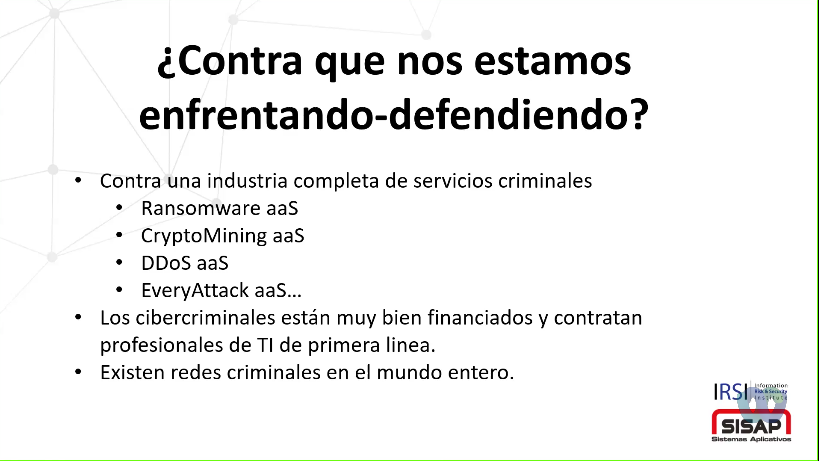 ¿Contra que nos estamos
enfrentando-defendiendo?
• Contra una industria completa de servicios criminales
• Ransomware aaS
• CryptoMining aaS
• DDoS aaS
• EveryAttack aaS...
• Los cibercriminales están muy bien financiados y contratan
profesionales de TI de primera linea.
• Existen redes criminales en el mundo entero.
IRSI Information
Risk & Security
Institute
SISAP
Sistemas Aplicativos